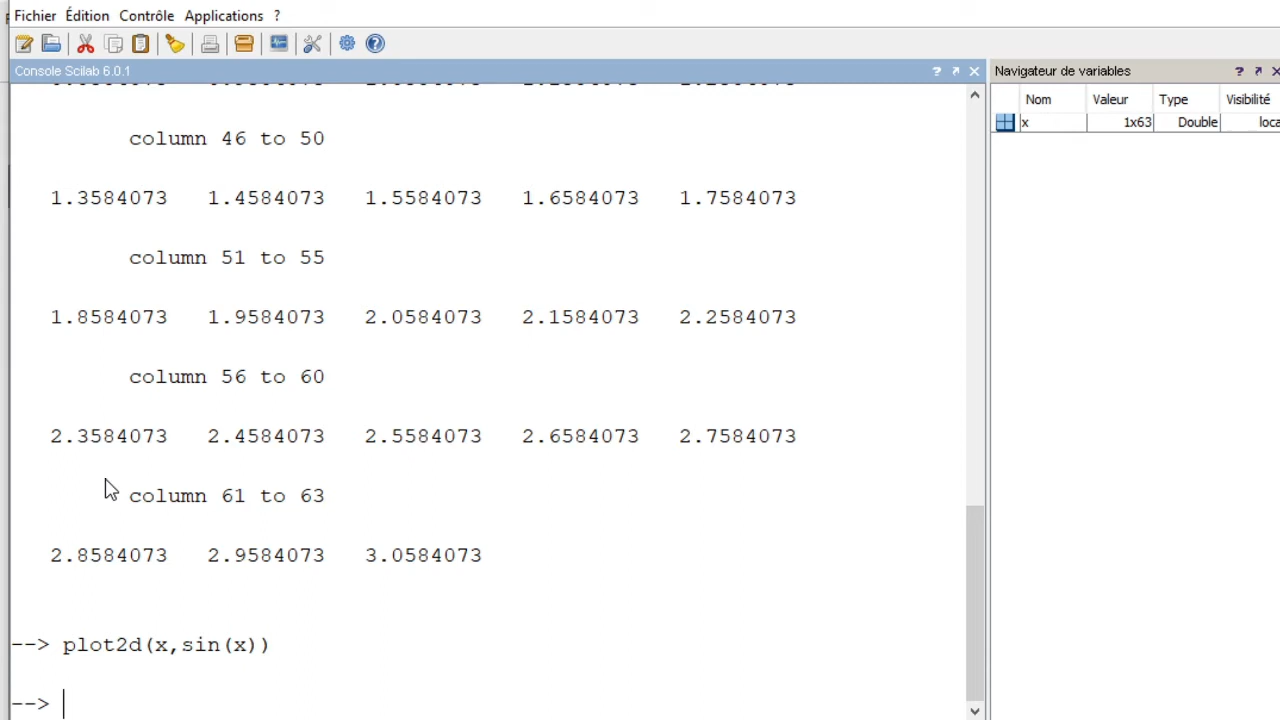 Fichier Édition Contrôle Applications ?
Console Scilab 6.0.1
column 46 to 50
1.3584073 1.4584073 1.5584073 1.6584073 1.7584073
column 51 to 55
1.8584073 1.9584073 2.0584073 2.1584073 2.2584073
column 56 to 60
2.3584073 2.4584073 2.5584073 2.6584073 2.7584073
column 61 to 63
2.8584073 2.9584073 3.0584073
--> plot2d(x,sin(x))
-->
Navigateur de variables
Nom Valeur Type Visibilité
x 1x63 Double